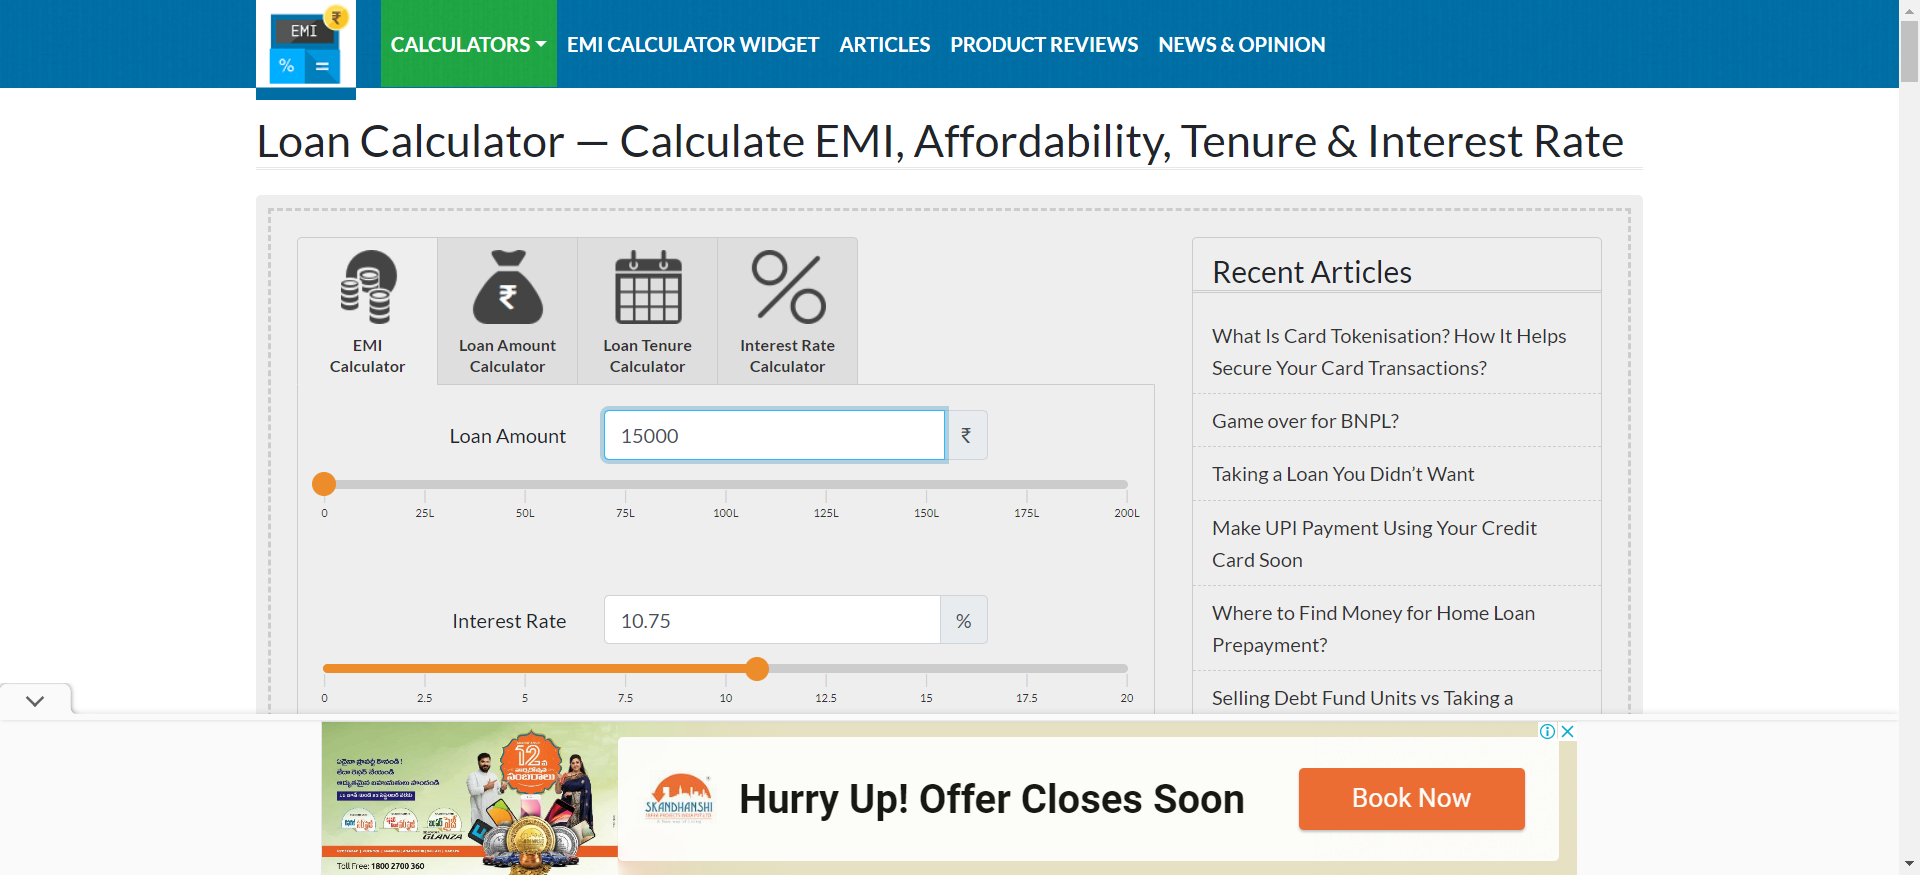 EMI
₹
%
=
CALCULATORS
EMI CALCULATOR WIDGET
ARTICLES
PRODUCT REVIEWS
NEWS & OPINION
Loan Calculator — Calculate EMI, Affordability, Tenure & Interest Rate
EMI
Calculator
₹
Loan Amount
Calculator
Loan Tenure
Calculator
Interest Rate
Calculator
Loan Amount
15000
₹
0
25L
50L
75L
100L
125L
150L
175L
200L
Interest Rate
10.75
%
0
2.5
5
7.5
10
12.5
15
17.5
20
Recent Articles
What Is Card Tokenisation? How It Helps
Secure Your Card Transactions?
Game over for BNPL?
Taking a Loan You Didn’t Want
Make UPI Payment Using Your Credit
Card Soon
Where to Find Money for Home Loan
Prepayment?
Selling Debt Fund Units vs Taking a
12
GLANZA
Toll Free: 1800 2700 360
SKANDHANSHI
Hurry Up! Offer Closes Soon
Book Now